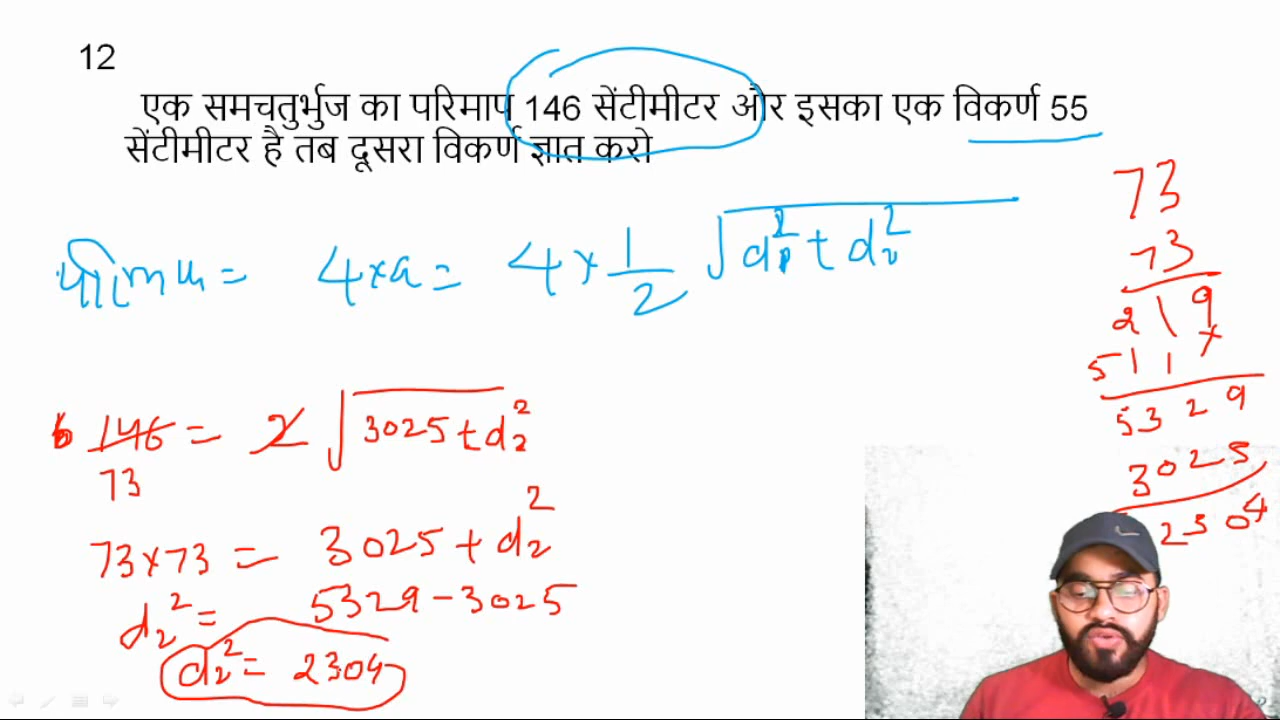 12
एक समचतुर्भुज का परिमाप 146 सेंटीमीटर और इसका एक विकर्ण 55
सेंटीमीटर है तब दूसरा विकर्ण ज्ञात करो
= 4×a = 4 × 1/2 √d₁² + d₂²
146 = 2 √3025 + d₂²
73
73×73 = 3025 + d₂²
d₂² = 5329 - 3025
d₂² = 2304
73
73
219
511×
5329
3025
2304